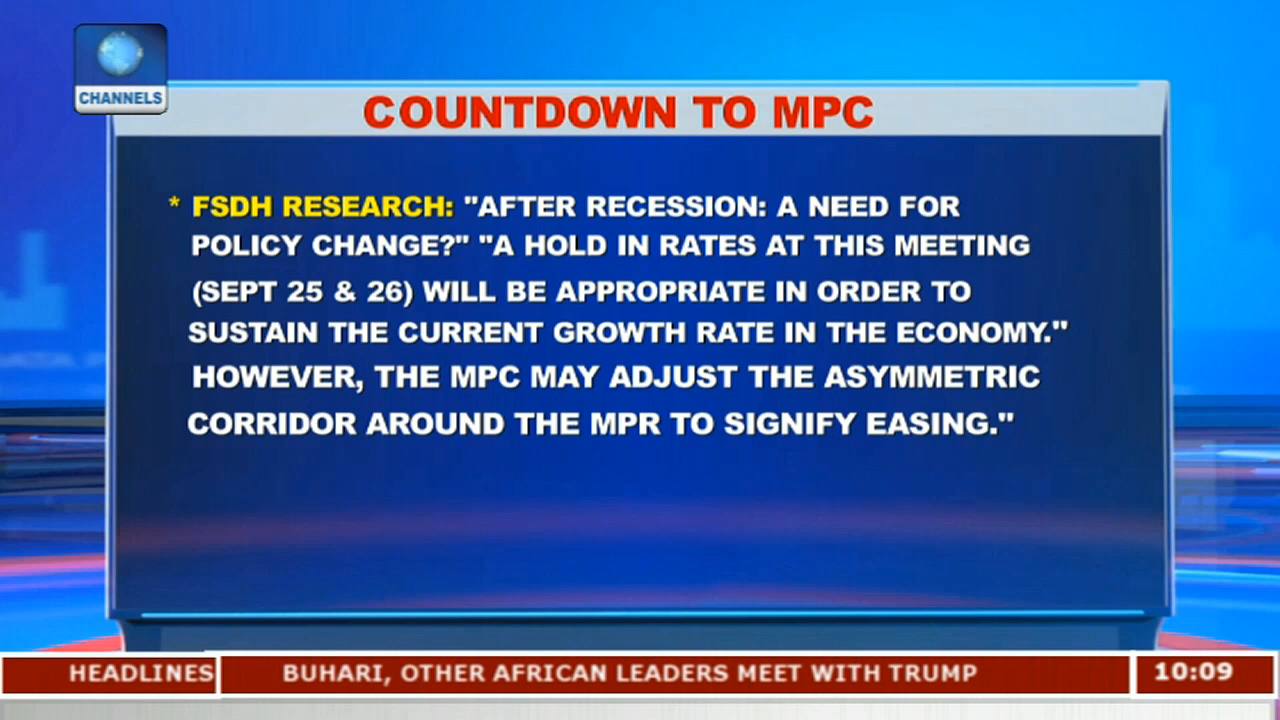 CHANNELS
COUNTDOWN TO MPC
* FSDH RESEARCH: "AFTER RECESSION: A NEED FOR
POLICY CHANGE?" "A HOLD IN RATES AT THIS MEETING
(SEPT 25 & 26) WILL BE APPROPRIATE IN ORDER TO
SUSTAIN THE CURRENT GROWTH RATE IN THE ECONOMY."
HOWEVER, THE MPC MAY ADJUST THE ASYMMETRIC
CORRIDOR AROUND THE MPR TO SIGNIFY EASING."
HEADLINES
BUHARI, OTHER AFRICAN LEADERS MEET WITH TRUMP
10:09